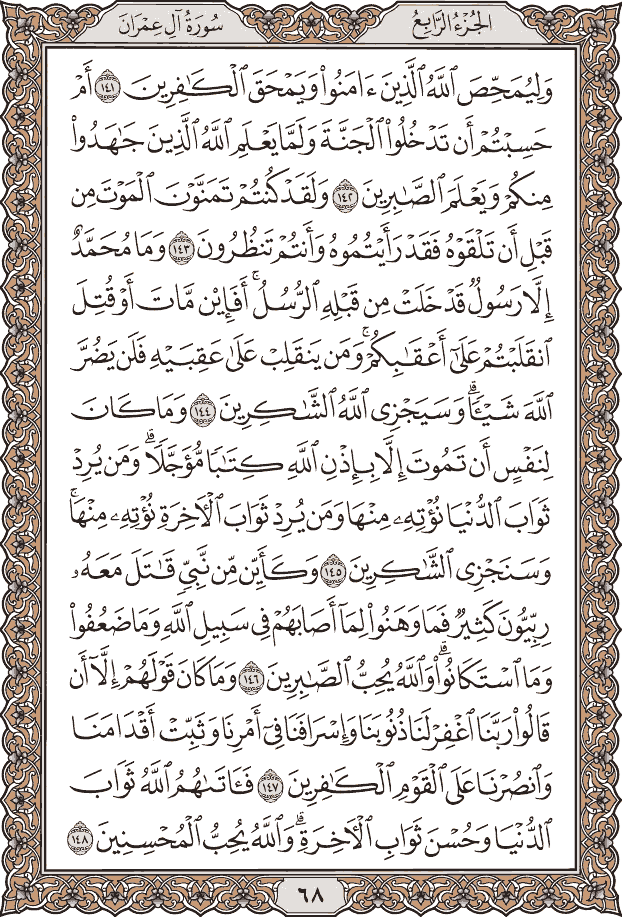 الجُزْءُ الرَّابِعُ
سُورَةُ آلِ عِمْرَانَ
وَلِيُمَحِّصَ ٱللَّهُ ٱلَّذِينَ ءَامَنُواْ وَيَمْحَقَ ٱلْكَٰفِرِينَ ١٤١ أَمْ
حَسِبْتُمْ أَن تَدْخُلُواْ ٱلْجَنَّةَ وَلَمَّا يَعْلَمِ ٱللَّهُ ٱلَّذِينَ جَٰهَدُواْ
مِنكُمْ وَيَعْلَمَ ٱلصَّٰبِرِينَ ١٤٢ وَلَقَدْ كُنتُمْ تَمَنَّوْنَ ٱلْمَوْتَ مِن
قَبْلِ أَن تَلْقَوْهُ فَقَدْ رَأَيْتُمُوهُ وَأَنتُمْ تَنظُرُونَ ١٤٣ وَمَا مُحَمَّدٌ
إِلَّا رَسُولٌ قَدْ خَلَتْ مِن قَبْلِهِ ٱلرُّسُلُ ۚ أَفَإِيْن مَّاتَ أَوْ قُتِلَ
ٱنقَلَبْتُمْ عَلَىٰٓ أَعْقَٰبِكُمْ ۚ وَمَن يَنقَلِبْ عَلَىٰ عَقِبَيْهِ فَلَن يَضُرَّ
ٱللَّهَ شَيْـًٔا ۗ وَسَيَجْزِى ٱللَّهُ ٱلشَّٰكِرِينَ ١٤٤ وَمَا كَانَ
لِنَفْسٍ أَن تَمُوتَ إِلَّا بِإِذْنِ ٱللَّهِ كِتَٰبًا مُّؤَجَّلًا ۗ وَمَن يُرِدْ
ثَوَابَ ٱلدُّنْيَا نُؤْتِهِۦ مِنْهَا وَمَن يُرِدْ ثَوَابَ ٱلْـَٔاخِرَةِ نُؤْتِهِۦ مِنْهَا ۚ
وَسَنَجْزِى ٱلشَّٰكِرِينَ ١٤٥ وَكَأَيِّن مِّن نَّبِىٍّ قَٰتَلَ مَعَهُۥ
رِبِّيُّونَ كَثِيرٌ فَمَا وَهَنُواْ لِمَآ أَصَابَهُمْ فِى سَبِيلِ ٱللَّهِ وَمَا ضَعُفُواْ
وَمَا ٱسْتَكَانُواْ ۗ وَٱللَّهُ يُحِبُّ ٱلصَّٰبِرِينَ ١٤٦ وَمَا كَانَ قَوْلَهُمْ إِلَّآ أَن
قَالُواْ رَبَّنَا ٱغْفِرْ لَنَا ذُنُوبَنَا وَإِسْرَافَنَا فِىٓ أَمْرِنَا وَثَبِّتْ أَقْدَامَنَا
وَٱنصُرْنَا عَلَى ٱلْقَوْمِ ٱلْكَٰفِرِينَ ١٤٧ فَـَٔاتَىٰهُمُ ٱللَّهُ ثَوَابَ
ٱلدُّنْيَا وَحُسْنَ ثَوَابِ ٱلْـَٔاخِرَةِ ۗ وَٱللَّهُ يُحِبُّ ٱلْمُحْسِنِينَ ١٤٨
٦٨